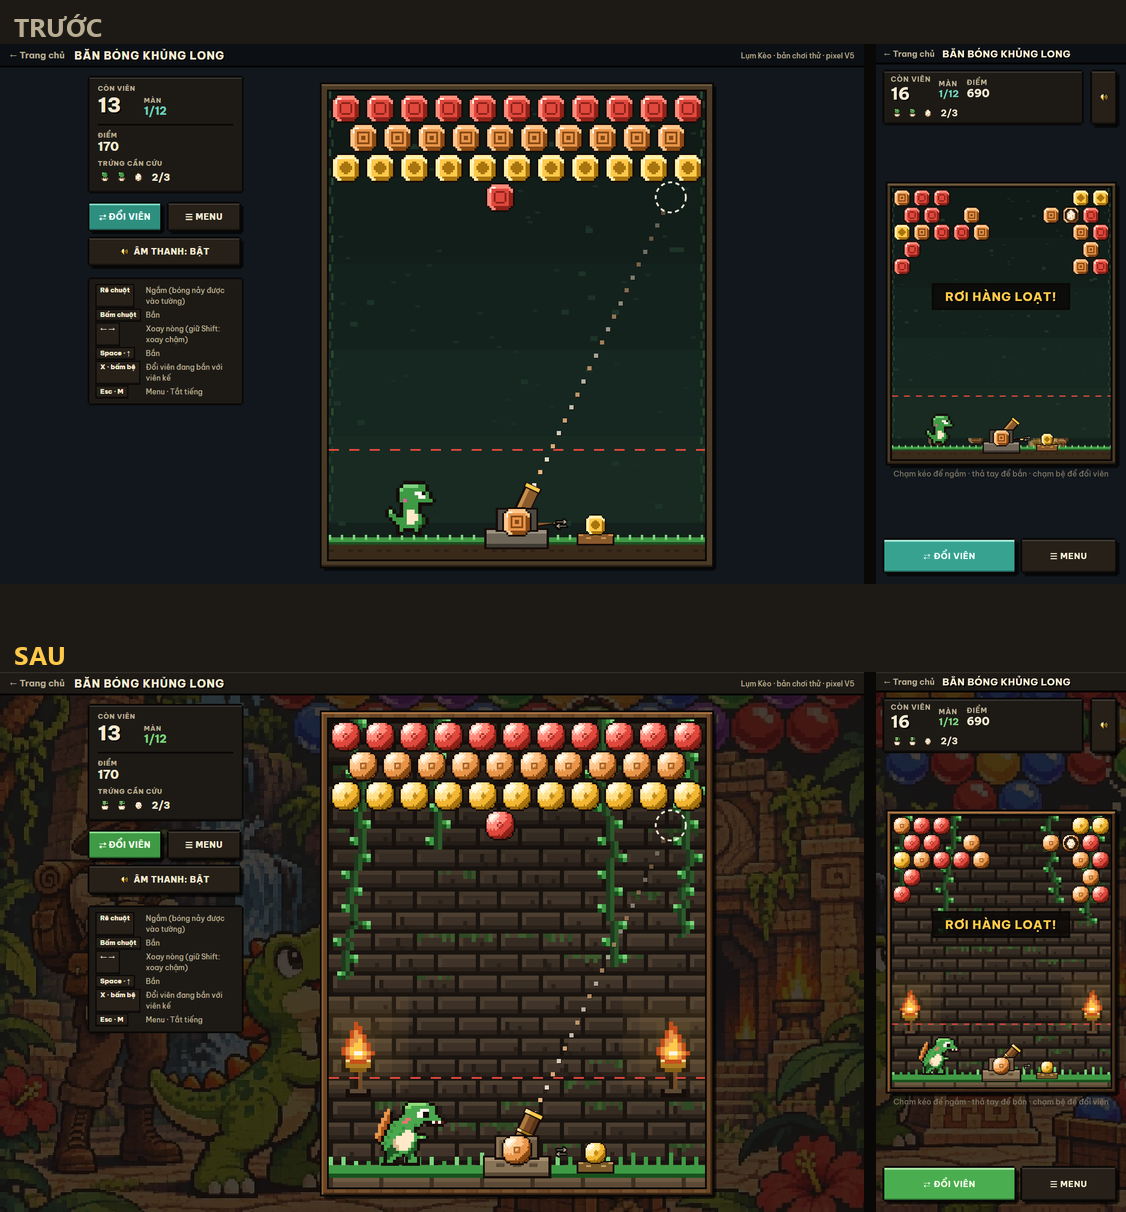 TRƯỚC
← Trang chủ BẮN BÓNG KHỦNG LONG
Lụm Kèo · bản chơi thử · pixel V5
CÒN VIÊN
13
MÀN
1/12
ĐIỂM
170
TRỨNG CẦN CỨU
2/3
⇄ ĐỔI VIÊN
☰ MENU
ÂM THANH: BẬT
Rê chuột Ngắm (bóng nảy được
vào tường)
Bấm chuột Bắn
←→ Xoay nòng (giữ Shift:
xoay chậm)
Space · ↑ Bắn
X · bấm bệ Đổi viên đang bắn với
viên kế
Esc · M Menu · Tắt tiếng
← Trang chủ BẮN BÓNG KHỦNG LONG
CÒN VIÊN
16
MÀN
1/12
ĐIỂM
690
2/3
RƠI HÀNG LOẠT!
Chạm kéo để ngắm · thả tay để bắn · chạm bệ để đổi viên
⇄ ĐỔI VIÊN
☰ MENU
SAU
← Trang chủ BẮN BÓNG KHỦNG LONG
Lụm Kèo · bản chơi thử · pixel V5
CÒN VIÊN
13
MÀN
1/12
ĐIỂM
170
TRỨNG CẦN CỨU
2/3
⇄ ĐỔI VIÊN
☰ MENU
ÂM THANH: BẬT
Rê chuột Ngắm (bóng nảy được
vào tường)
Bấm chuột Bắn
←→ Xoay nòng (giữ Shift:
xoay chậm)
Space · ↑ Bắn
X · bấm bệ Đổi viên đang bắn với
viên kế
Esc · M Menu · Tắt tiếng
← Trang chủ BẮN BÓNG KHỦNG LONG
CÒN VIÊN
16
MÀN
1/12
ĐIỂM
690
2/3
RƠI HÀNG LOẠT!
Chạm kéo để ngắm · thả tay để bắn · chạm bệ để đổi viên
⇄ ĐỔI VIÊN
☰ MENU